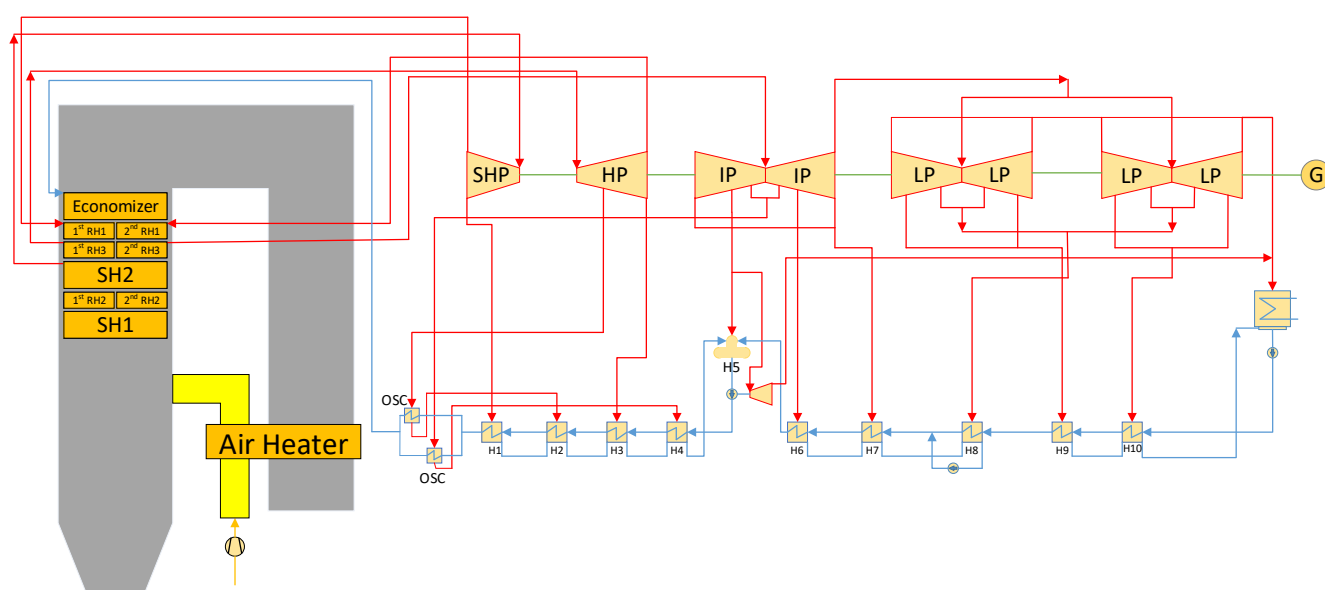 SHP
HP
IP
IP
LP
LP
LP
LP
G
Economizer
1st RH1
2nd RH1
1st RH3
2nd RH3
SH2
1st RH2
2nd RH2
SH1
H5
OSC
Air Heater
H1
H2
H3
H4
H6
H7
H8
H9
H10
OSC